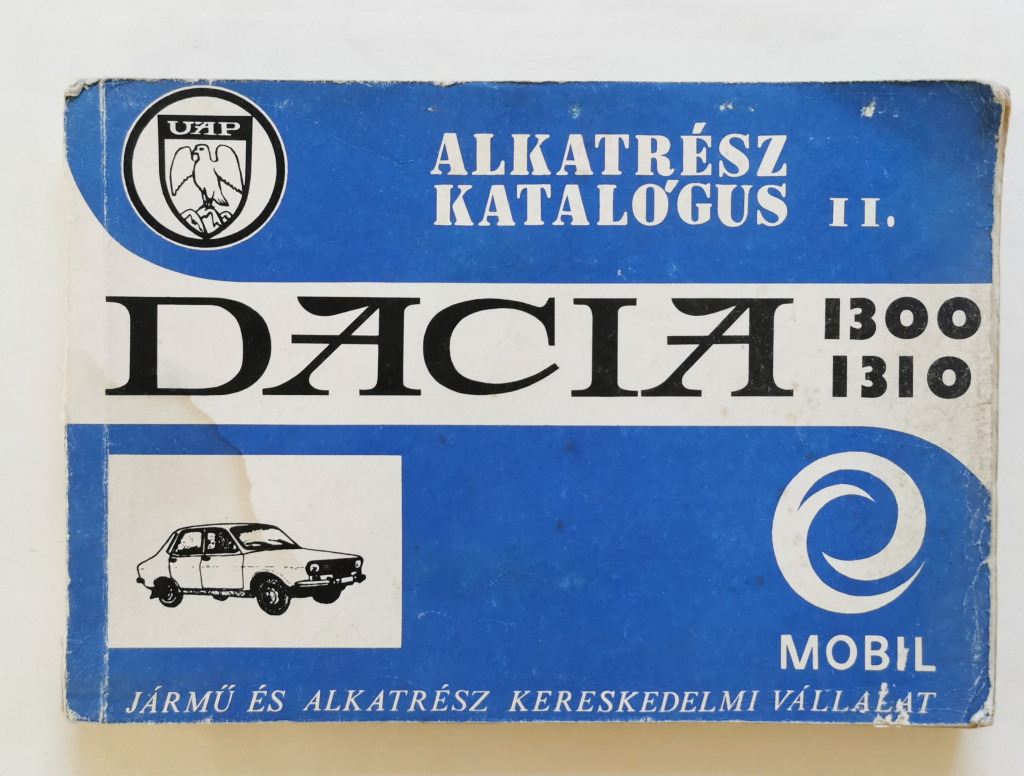 UAP
ALKATRÉSZ
KATALÓGUS II.
DACIA 1300
1310
MOBIL
JÁRMŰ ÉS ALKATRÉSZ KERESKEDELMI VÁLLALAT